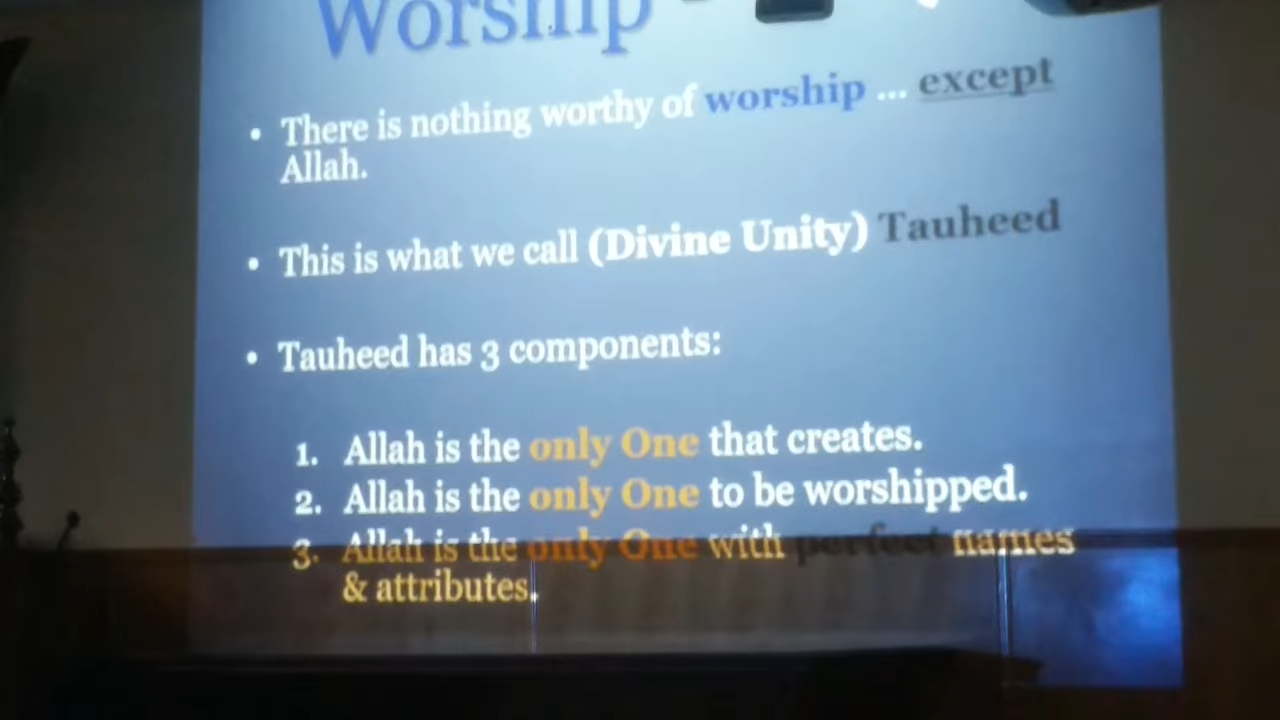 Worship
• There is nothing worthy of worship ... except
Allah.
• This is what we call (Divine Unity) Tauheed
• Tauheed has 3 components:
1. Allah is the only One that creates.
2. Allah is the only One to be worshipped.
3. Allah is the only One with perfect names
& attributes.